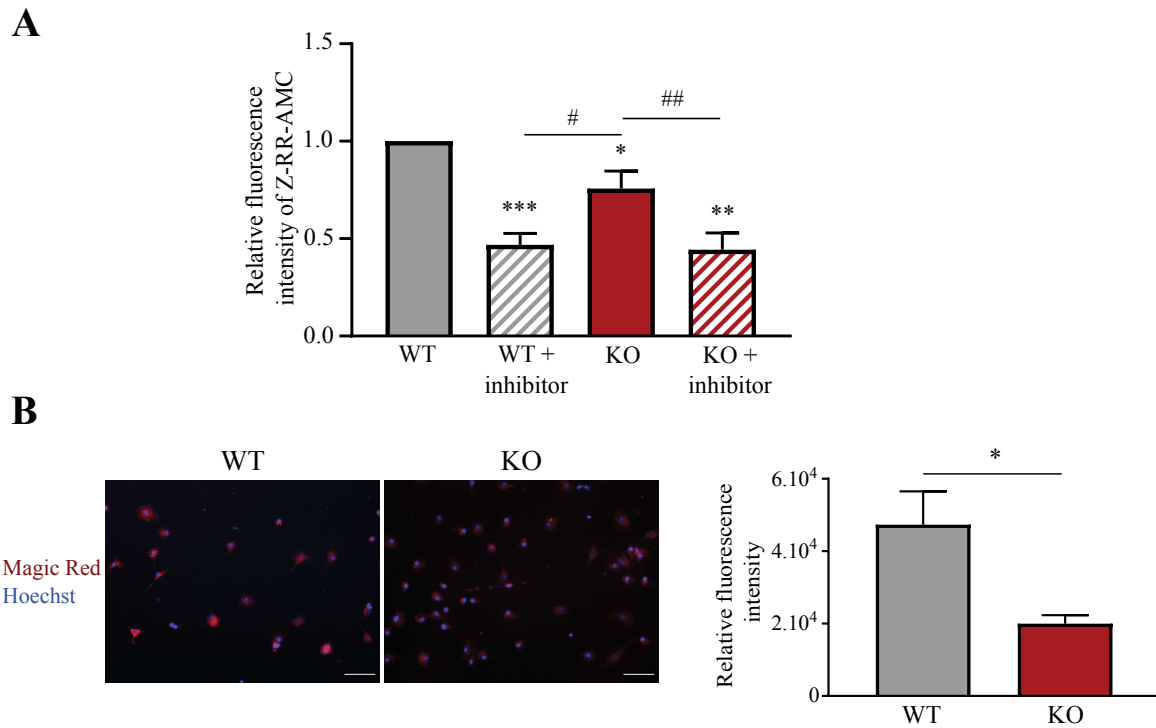 A
Relative fluorescence
intensity of Z-RR-AMC
1.5
1.0
0.5
0.0
#
##
***
*
**
WT
WT +
inhibitor
KO
KO +
inhibitor
B
WT
KO
Magic Red
Hoechst
Relative fluorescence
intensity
6.10⁴
4.10⁴
2.10⁴
0
*
WT
KO